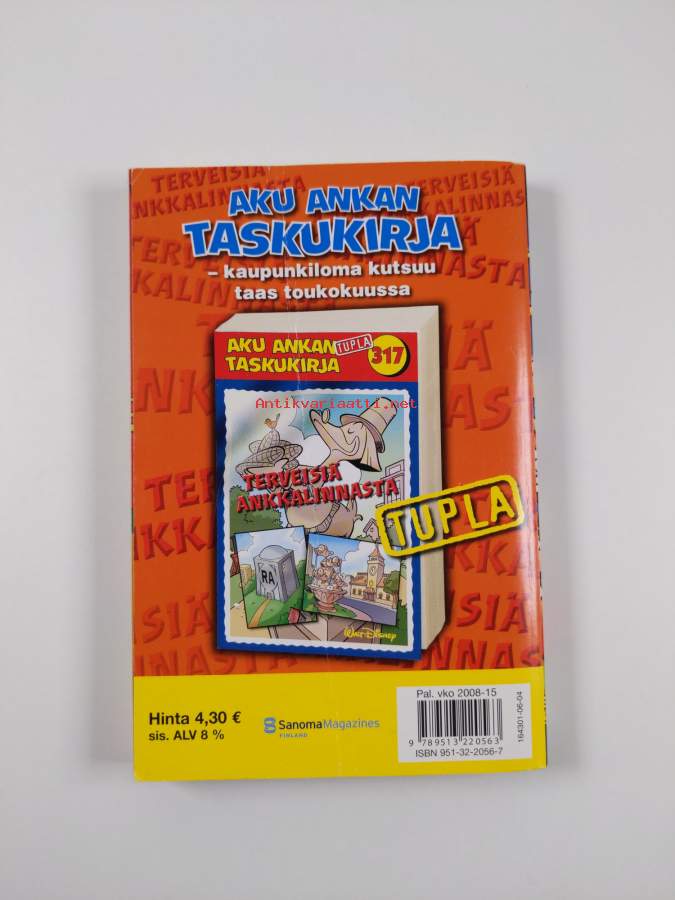 TERVEISIÄ
ANKKALINNASTA
AKU ANKAN
TASKUKIRJA
– kaupunkiloma kutsuu
taas toukokuussa
AKU ANKAN
TUPLA
317
TASKUKIRJA
Antikvariaatti.net
TERVEISIÄ
ANKKALINNASTA
TUPLA
RA
WALT DISNEY
Hinta 4,30 €
sis. ALV 8 %
SanomaMagazines
FINLAND
Pal. vko 2008-15
9 789513 220563
ISBN 951-32-2056-7
164301-06-04